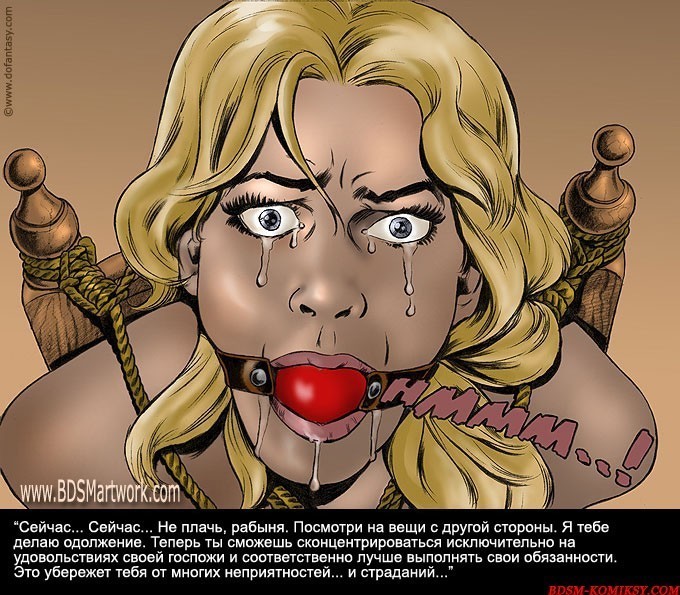 ©www.dofantasy.com
НМММ...!
www.BDSMartwork.com
“Сейчас... Сейчас... Не плачь, рабыня. Посмотри на вещи с другой стороны. Я тебе
делаю одолжение. Теперь ты сможешь сконцентрироваться исключительно на
удовольствиях своей госпожи и соответственно лучше выполнять свои обязанности.
Это убережет тебя от многих неприятностей... и страданий...”
BDSM-KOMIKSY.COM